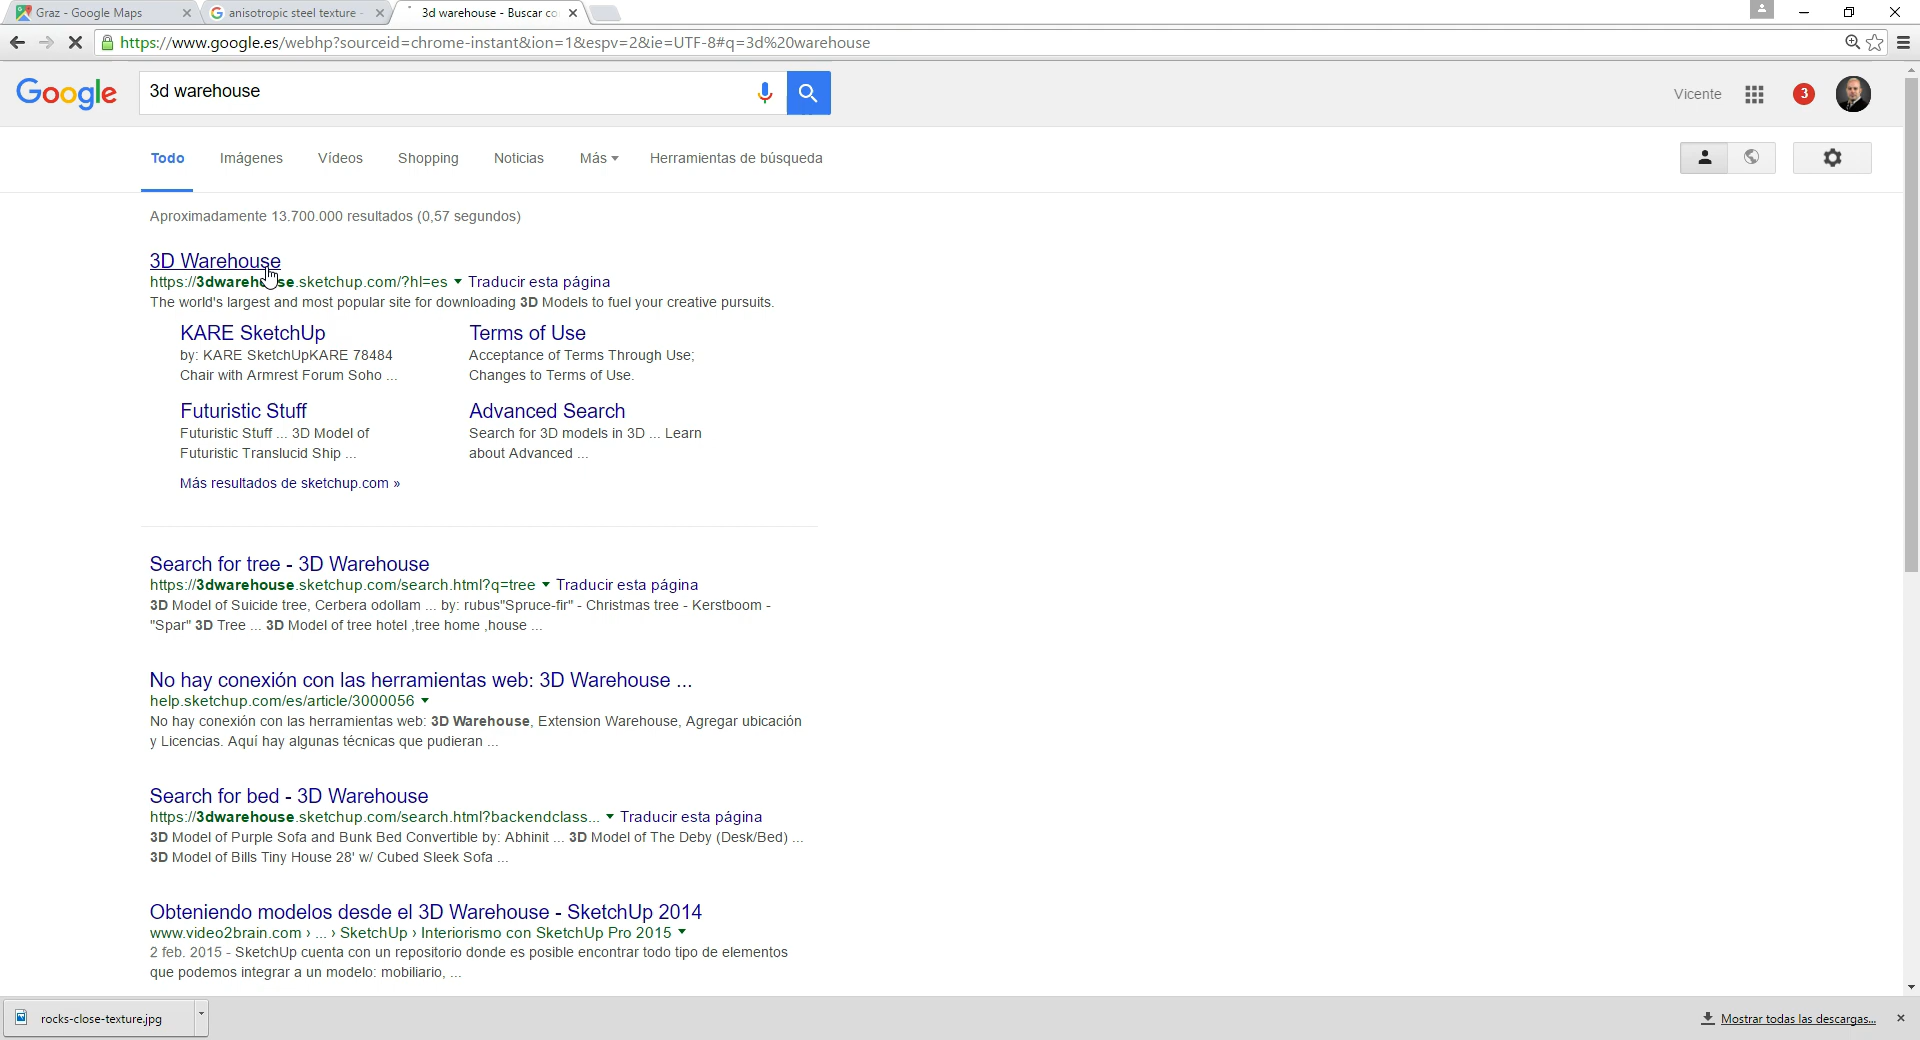 Graz - Google Maps
anisotropic steel texture -
3d warehouse - Buscar co
https://www.google.es/webhp?sourceid=chrome-instant&ion=1&espv=2&ie=UTF-8#q=3d%20warehouse
Google
3d warehouse
Vicente
3
Todo Imágenes Vídeos Shopping Noticias Más Herramientas de búsqueda
Aproximadamente 13.700.000 resultados (0,57 segundos)
3D Warehouse
https://3dwarehouse.sketchup.com/?hl=es Traducir esta página
The world's largest and most popular site for downloading 3D Models to fuel your creative pursuits.
KARE SketchUp
by: KARE SketchUpKARE 78484
Chair with Armrest Forum Soho ...
Terms of Use
Acceptance of Terms Through Use;
Changes to Terms of Use.
Futuristic Stuff
Futuristic Stuff ... 3D Model of
Futuristic Translucid Ship ...
Advanced Search
Search for 3D models in 3D ... Learn
about Advanced ...
Más resultados de sketchup.com »
Search for tree - 3D Warehouse
https://3dwarehouse.sketchup.com/search.html?q=tree Traducir esta página
3D Model of Suicide tree, Cerbera odollam ... by: rubus"Spruce-fir" - Christmas tree - Kerstboom -
"Spar" 3D Tree ... 3D Model of tree hotel ,tree home ,house ...
No hay conexión con las herramientas web: 3D Warehouse ...
help.sketchup.com/es/article/3000056
No hay conexión con las herramientas web: 3D Warehouse, Extension Warehouse, Agregar ubicación
y Licencias. Aquí hay algunas técnicas que pudieran ...
Search for bed - 3D Warehouse
https://3dwarehouse.sketchup.com/search.html?backendclass... Traducir esta página
3D Model of Purple Sofa and Bunk Bed Convertible by: Abhinit ... 3D Model of The Deby (Desk/Bed) ...
3D Model of Bills Tiny House 28' w/ Cubed Sleek Sofa ...
Obteniendo modelos desde el 3D Warehouse - SketchUp 2014
www.video2brain.com › ... › SketchUp › Interiorismo con SketchUp Pro 2015
2 feb. 2015 - SketchUp cuenta con un repositorio donde es posible encontrar todo tipo de elementos
que podemos integrar a un modelo: mobiliario, ...
rocks-close-texture.jpg
Mostrar todas las descargas...